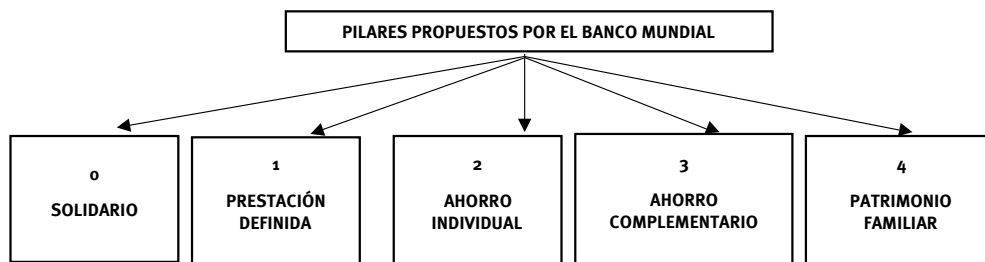 PILARES PROPUESTOS POR EL BANCO MUNDIAL
0
SOLIDARIO
1
PRESTACIÓN
DEFINIDA
2
AHORRO
INDIVIDUAL
3
AHORRO
COMPLEMENTARIO
4
PATRIMONIO
FAMILIAR